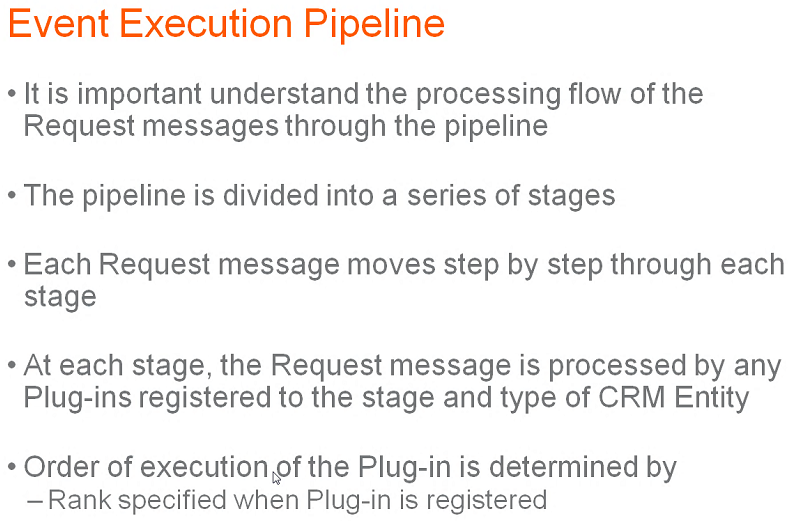 Event Execution Pipeline
• It is important understand the processing flow of the
Request messages through the pipeline
• The pipeline is divided into a series of stages
• Each Request message moves step by step through each
stage
• At each stage, the Request message is processed by any
Plug-ins registered to the stage and type of CRM Entity
• Order of execution of the Plug-in is determined by
– Rank specified when Plug-in is registered